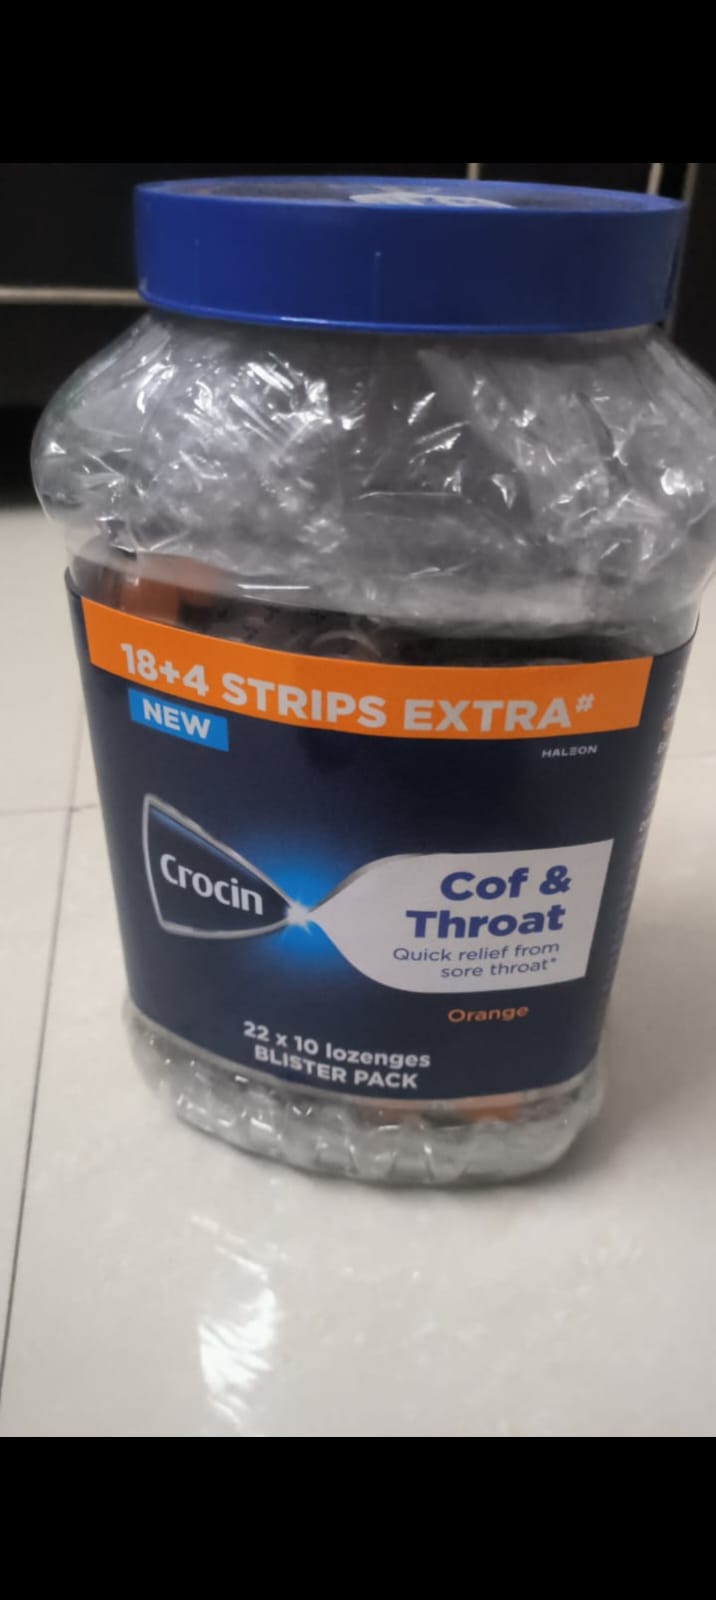 18+4 STRIPS EXTRA#
NEW
HALEON
Crocin
Cof &
Throat
Quick relief from
sore throat*
Orange
22 x 10 lozenges
BLISTER PACK